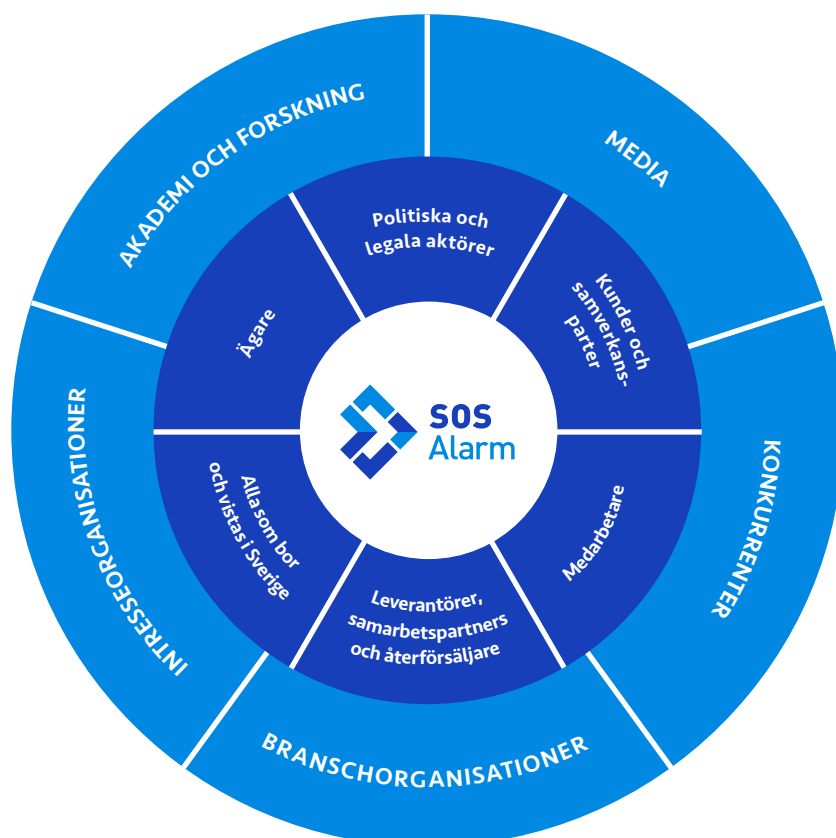 AKADEMI OCH FORSKNING
MEDIA
KONKURRENTER
BRANSCHORGANISATIONER
INTRESSEORGANISATIONER
Politiska och
legala aktörer
Kunder och
samverkans-
parter
Medarbetare
Leverantörer,
samarbetspartners
och återförsäljare
Alla som bor
och vistas i Sverige
Ägare
SOS
Alarm